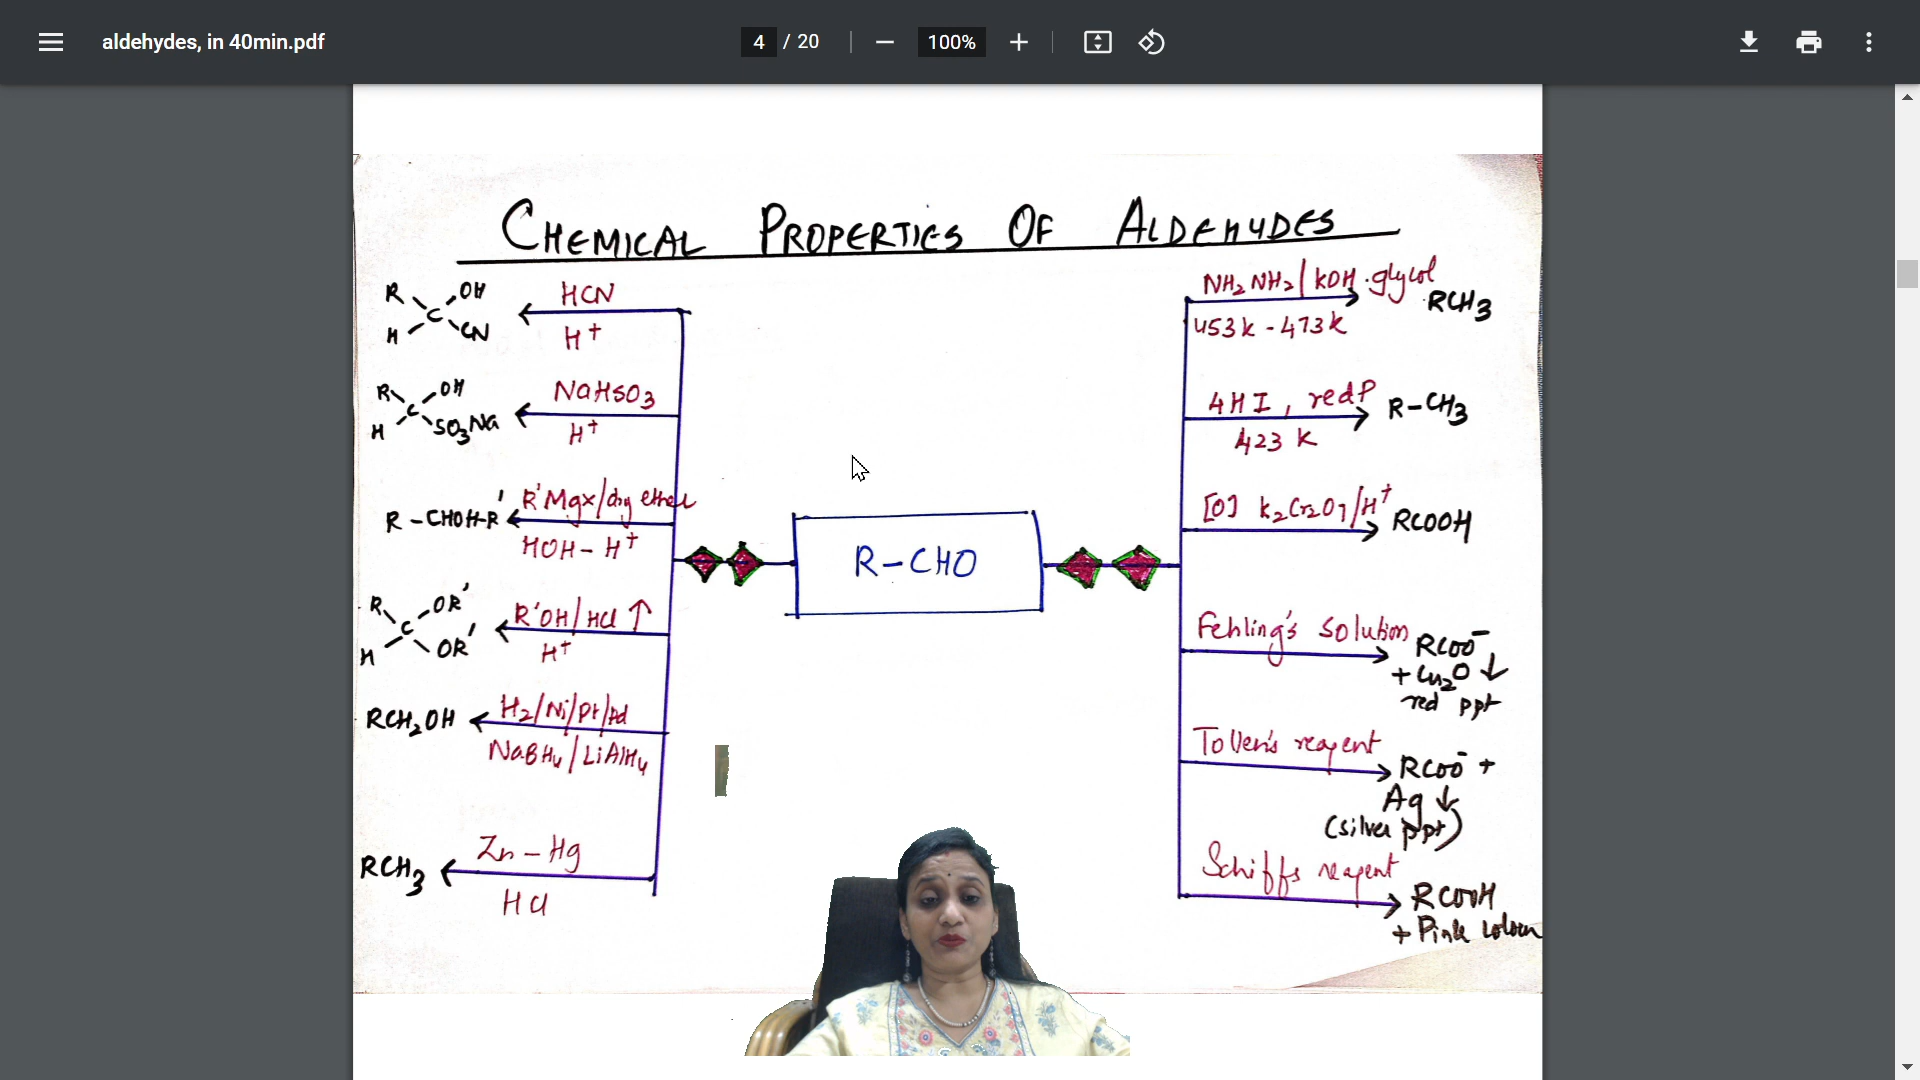 aldehydes, in 40min.pdf
4 / 20
100%
CHEMICAL PROPERTIES OF ALDEHYDES
R OH
C
H CN
HCN
H+
R OH
C
H SO3Na
NaHSO3
H+
R-CHOH-R'
R'Mgx/dry ether
HOH-H+
R OR'
C
H OR'
R'OH/HCl ↑
H+
RCH2OH
H2/Ni/Pt/Pd
NaBH4/LiAlH4
RCH3
Zn-Hg
HCl
R-CHO
NH2NH2/KOH.glycol
453K-473K
RCH3
4HI, redP
423 K
R-CH3
[O] K2Cr2O7/H+
RCOOH
Fehling's solution
RCOO-
+Cu2O↓
red ppt
Tollen's reagent
RCOO- +
Ag↓
(silver ppt)
Schiffs reagent
RCOOH
+ Pink colour